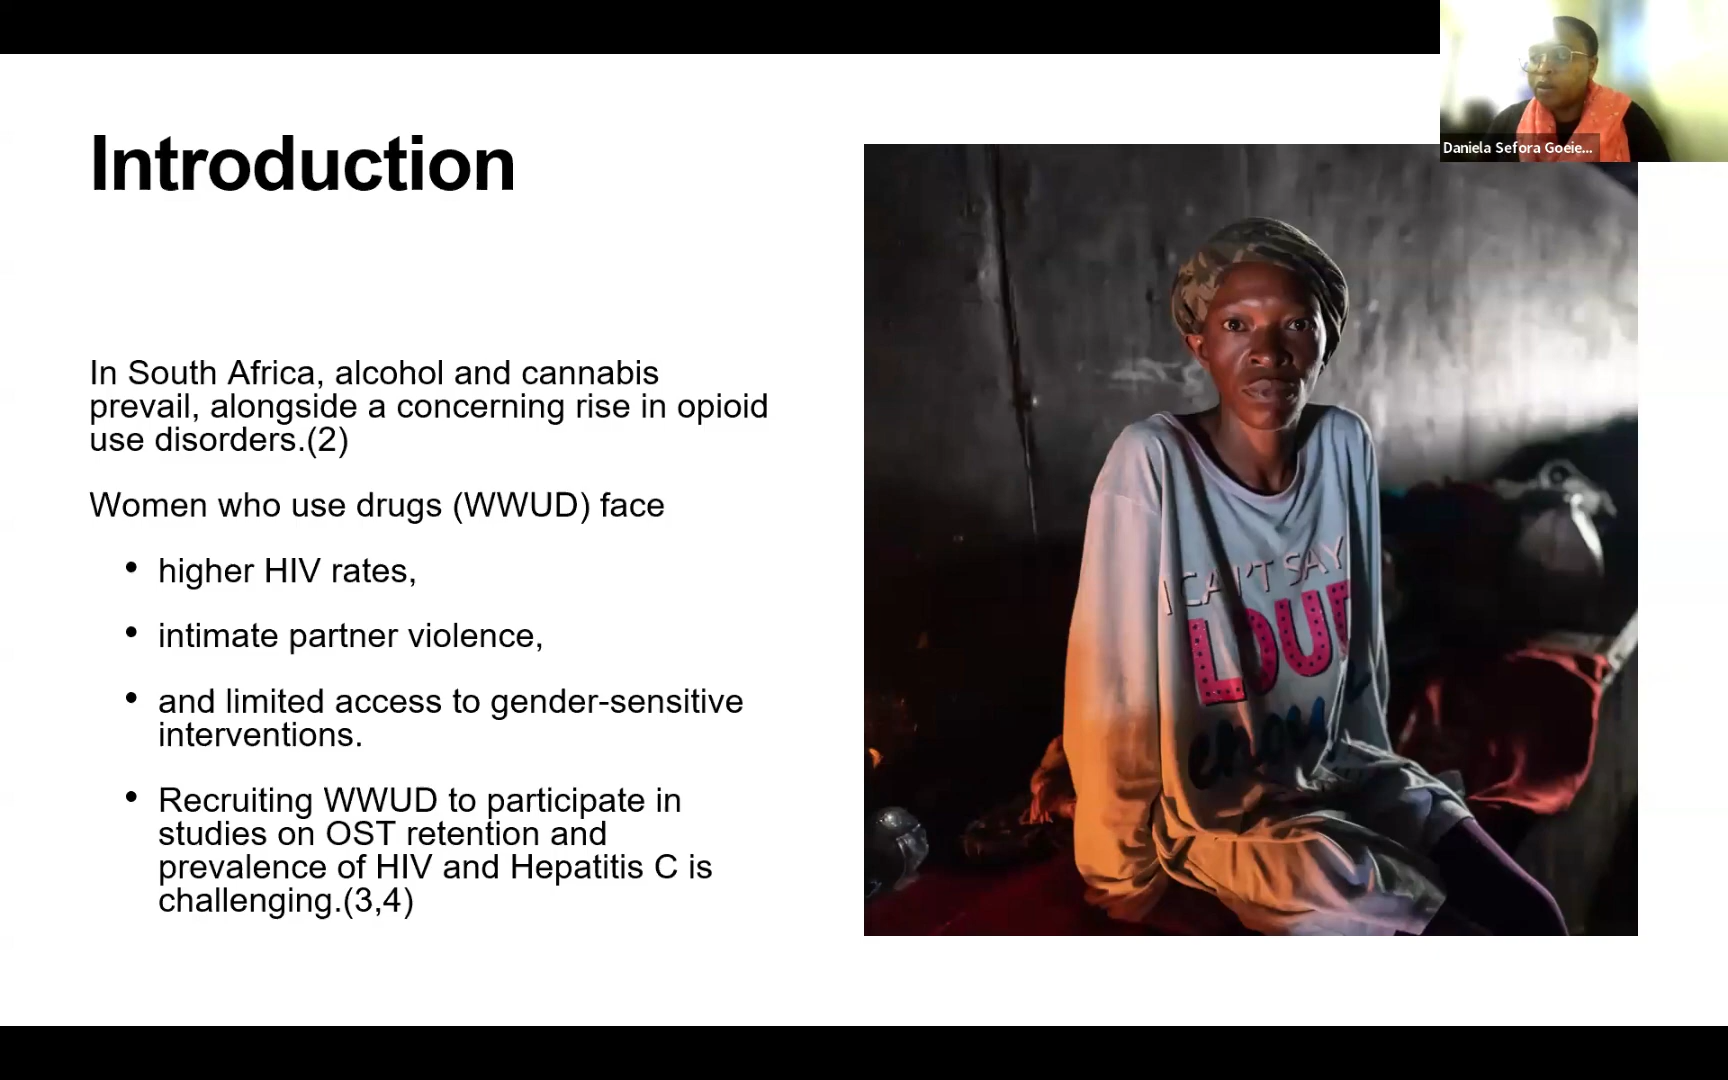 Introduction
In South Africa, alcohol and cannabis
prevail, alongside a concerning rise in opioid
use disorders.(2)
Women who use drugs (WWUD) face
• higher HIV rates,
• intimate partner violence,
• and limited access to gender-sensitive
interventions.
• Recruiting WWUD to participate in
studies on OST retention and
prevalence of HIV and Hepatitis C is
challenging.(3,4)
Daniela Sefora Goeie...
I CAN'T SAY
LOUD